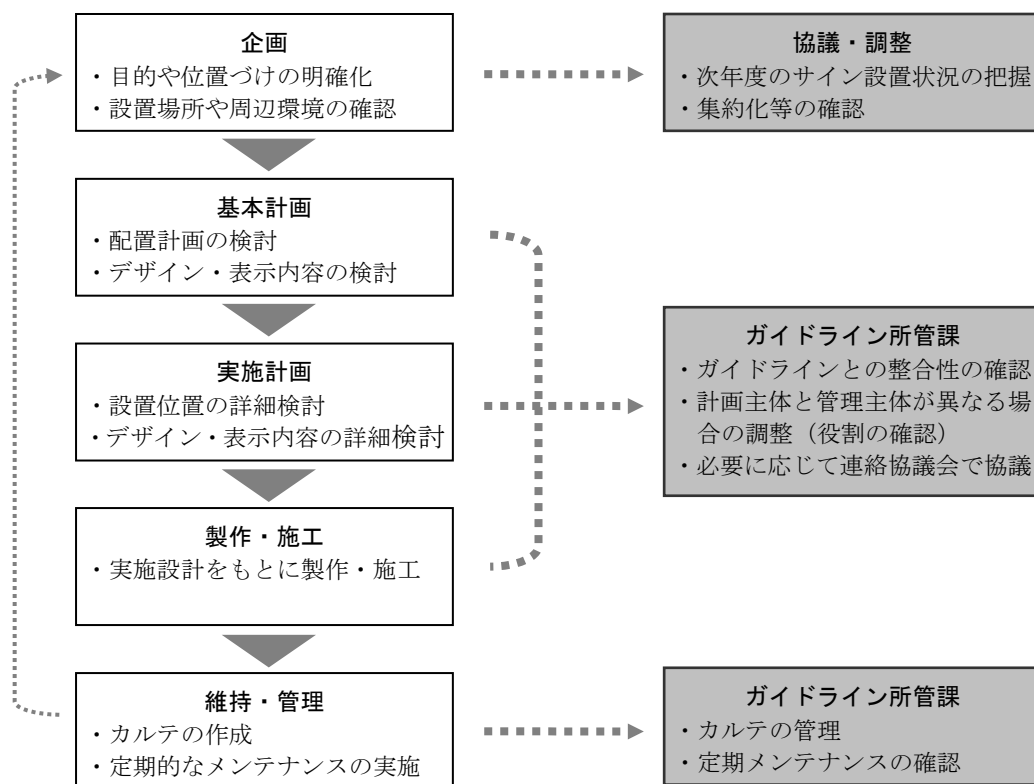 企画
・目的や位置づけの明確化
・設置場所や周辺環境の確認
協議・調整
・次年度のサイン設置状況の把握
・集約化等の確認
基本計画
・配置計画の検討
・デザイン・表示内容の検討
実施計画
・設置位置の詳細検討
・デザイン・表示内容の詳細検討
ガイドライン所管課
・ガイドラインとの整合性の確認
・計画主体と管理主体が異なる場
合の調整（役割の確認）
・必要に応じて連絡協議会で協議
製作・施工
・実施設計をもとに製作・施工
維持・管理
・カルテの作成
・定期的なメンテナンスの実施
ガイドライン所管課
・カルテの管理
・定期メンテナンスの確認